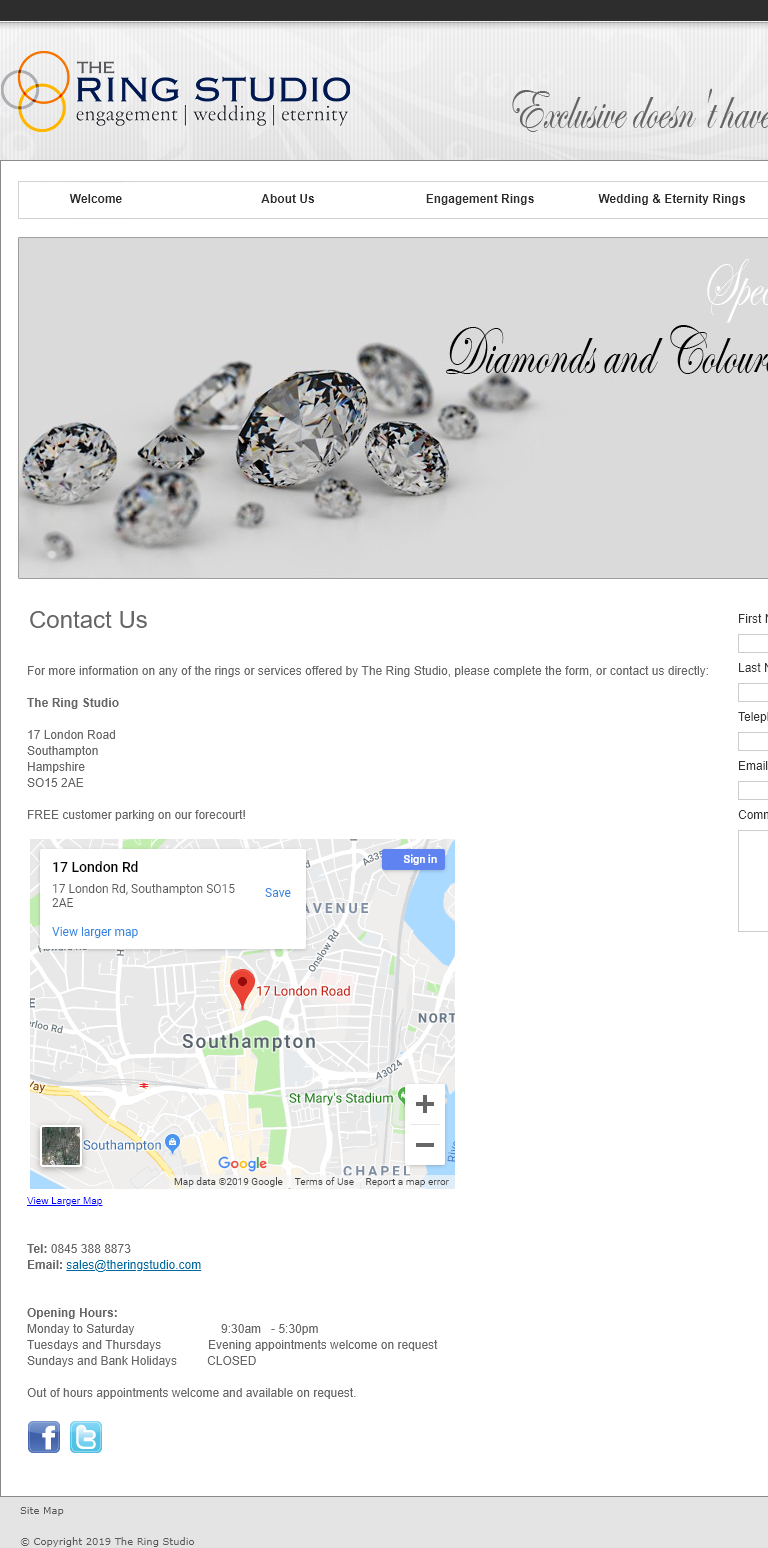 THE
RING STUDIO
engagement | wedding | eternity
Exclusive doesn't have
Welcome
About Us
Engagement Rings
Wedding & Eternity Rings
Diamonds and
Contact Us
For more information on any of the rings or services offered by The Ring Studio, please complete the form, or contact us directly:
The Ring Studio
17 London Road
Southampton
Hampshire
SO15 2AE
FREE customer parking on our forecourt!
17 London Rd
17 London Rd, Southampton SO15
2AE
Save
View larger map
Sign in
AVENUE
Onslow Rd
17 London Road
NORT
Southampton
A3024
St Mary's Stadium
Southampton
Google
CHAPEL
Map data ©2019 Google
Terms of Use
Report a map error
View Larger Map
Tel: 0845 388 8873
Email: sales@theringstudio.com
Opening Hours:
Monday to Saturday 9:30am - 5:30pm
Tuesdays and Thursdays Evening appointments welcome on request
Sundays and Bank Holidays CLOSED
Out of hours appointments welcome and available on request.
First
Last
Email
Site Map
© Copyright 2019 The Ring Studio